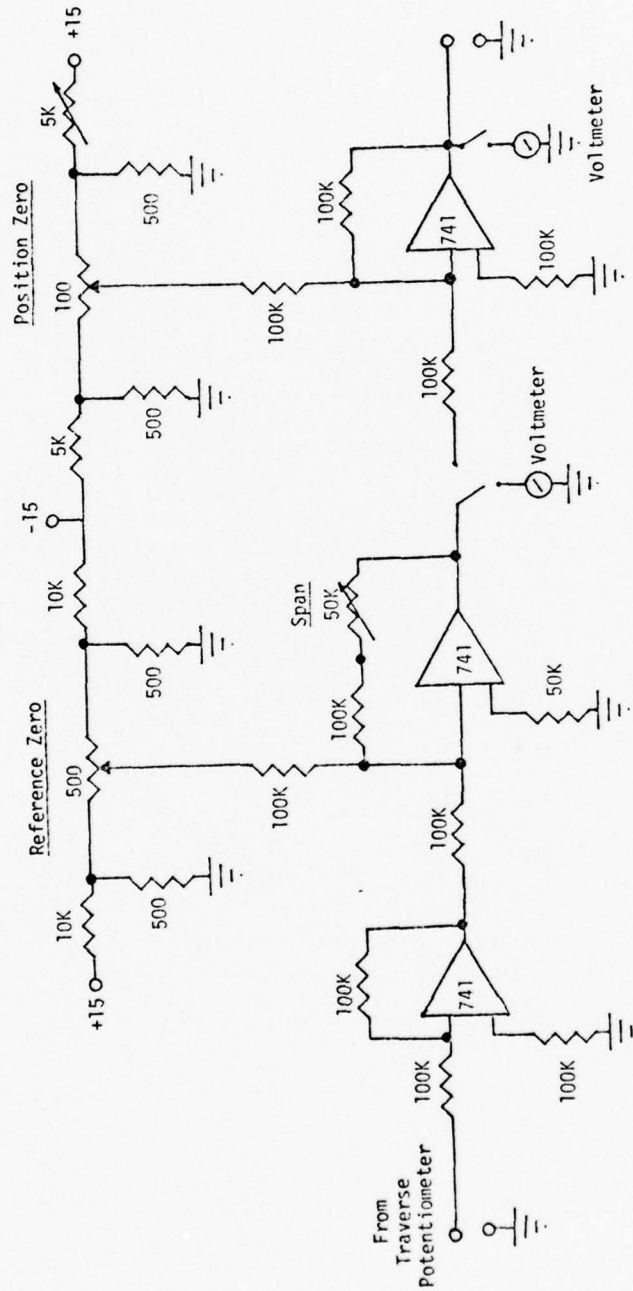 +15
10K
500
Reference Zero
500
500
10K
-15
5K
500
Position Zero
100
500
5K
+15
100K
100K
Span
50K
100K
100K
From
Traverse
Potentiometer
100K
100K
741
100K
100K
741
50K
Voltmeter
100K
741
100K
Voltmeter